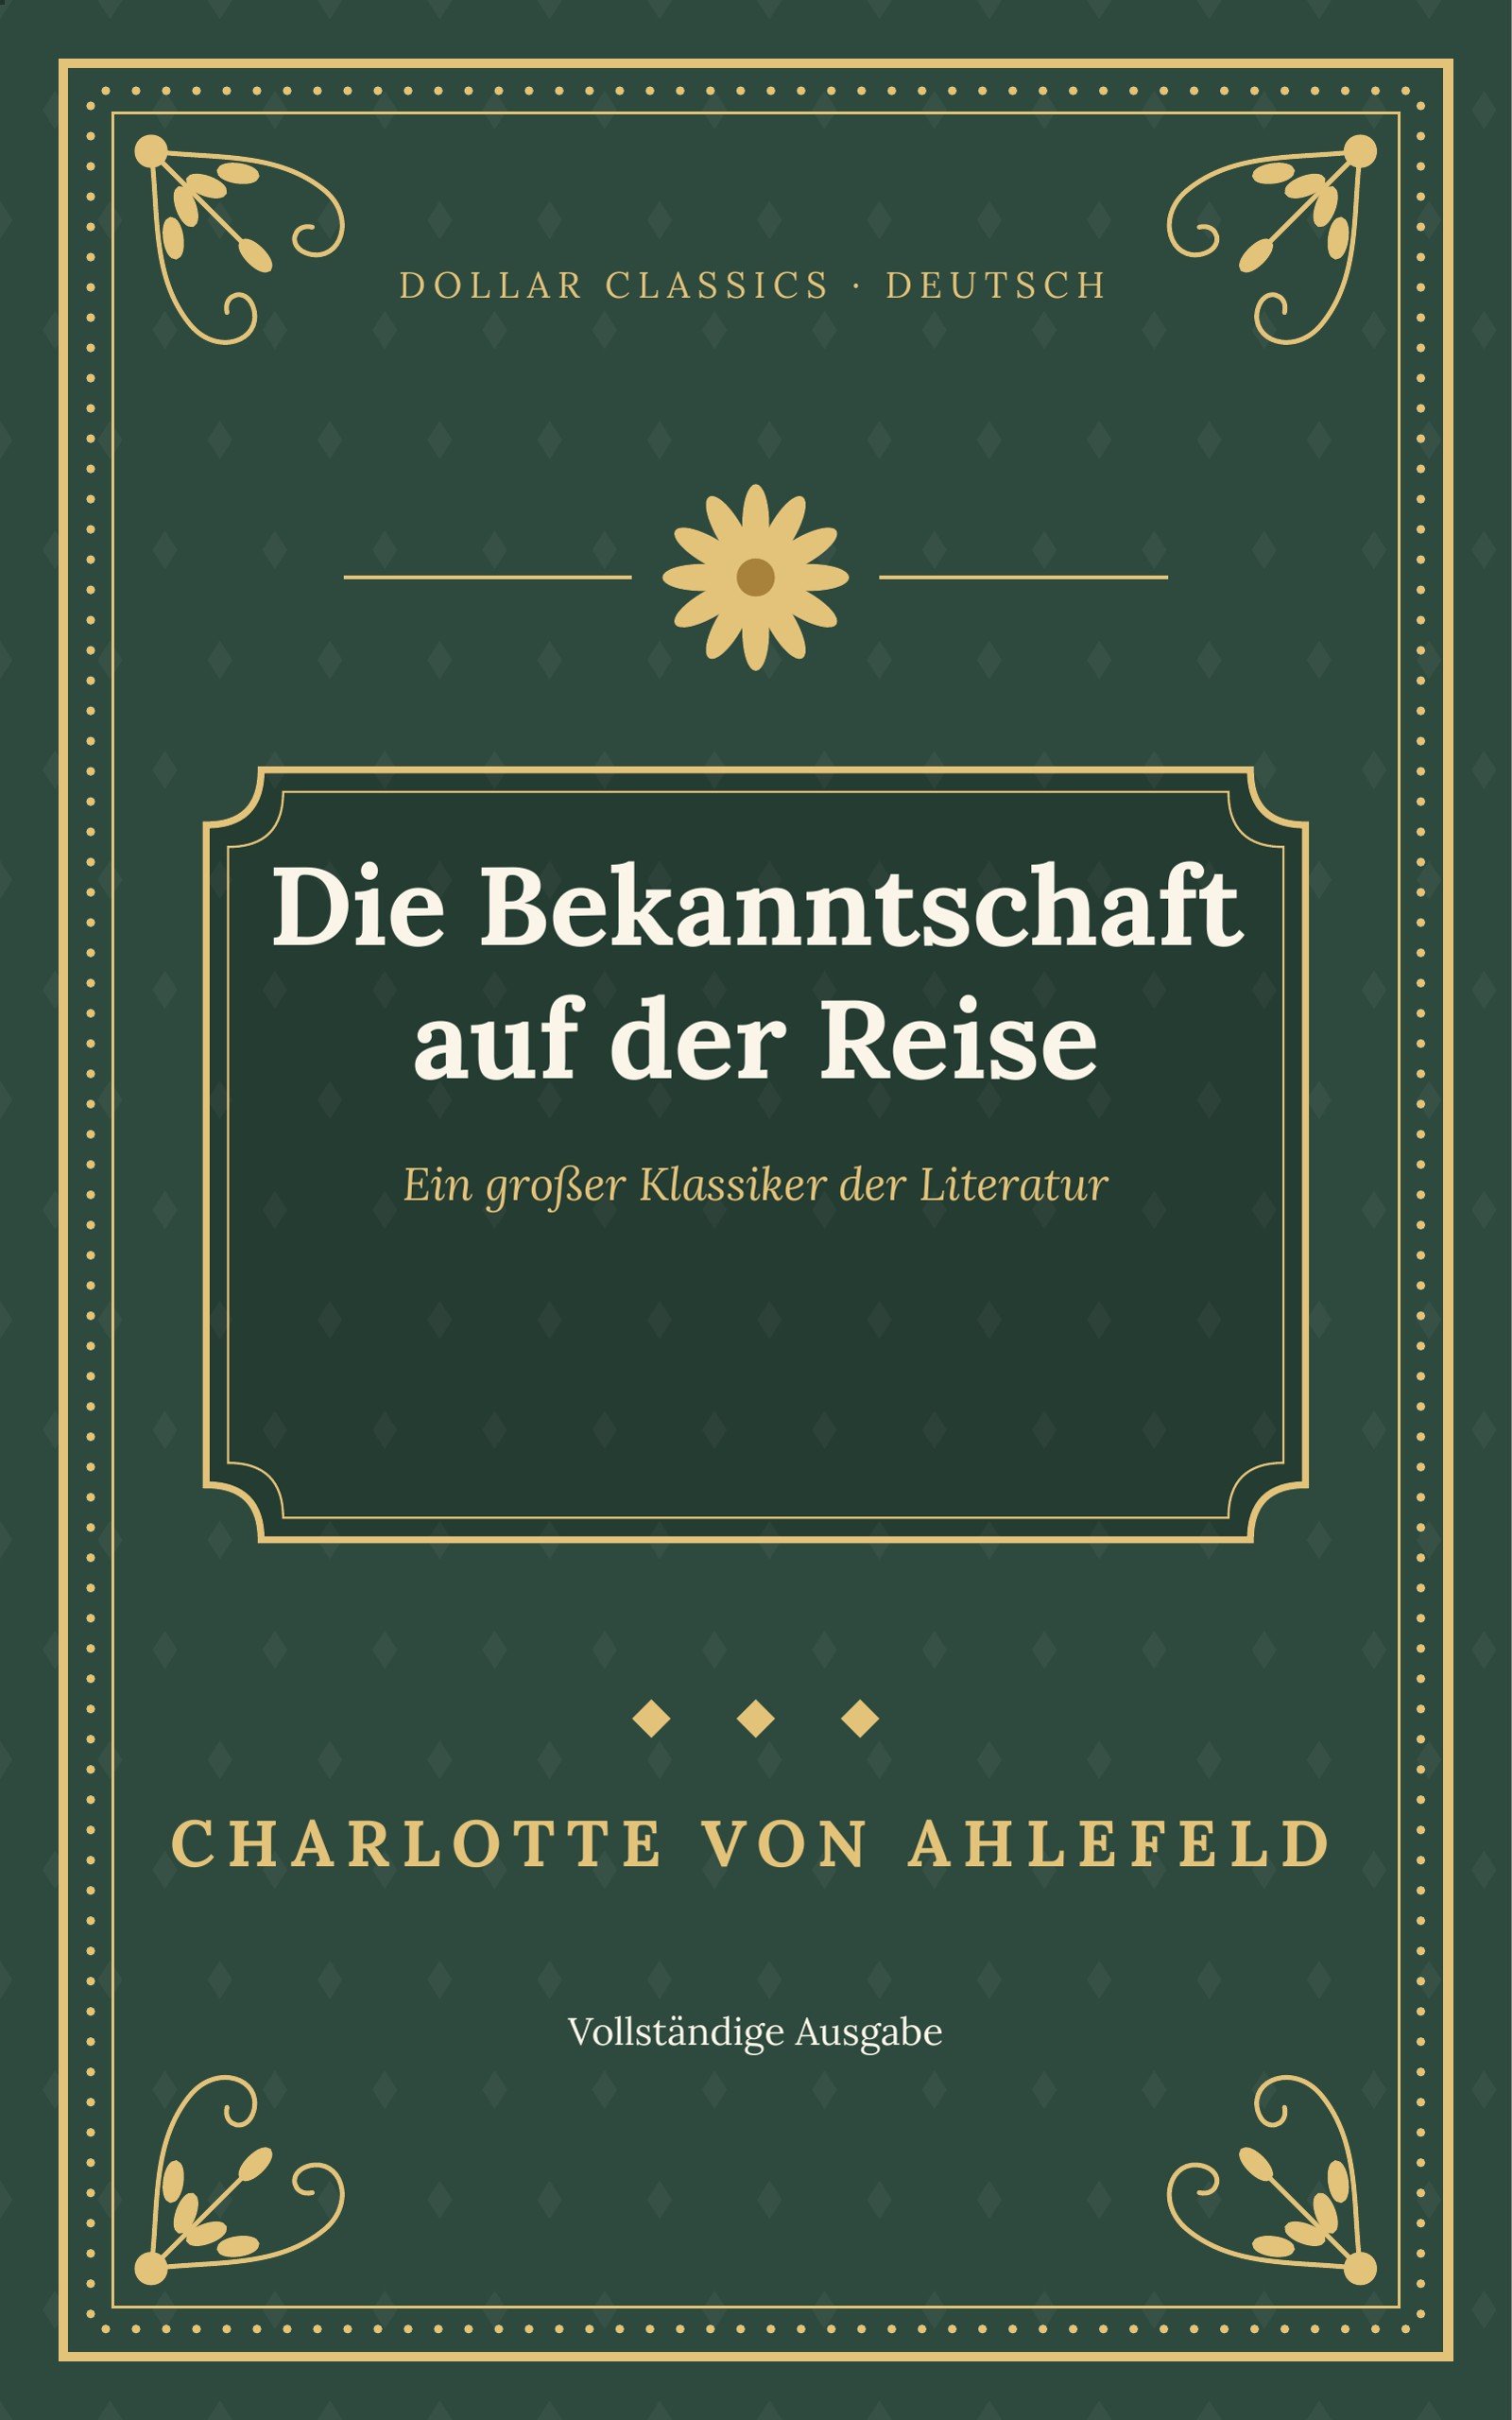 DOLLAR CLASSICS · DEUTSCH
Die Bekanntschaft
auf der Reise
Ein großer Klassiker der Literatur
CHARLOTTE VON AHLEFELD
Vollständige Ausgabe